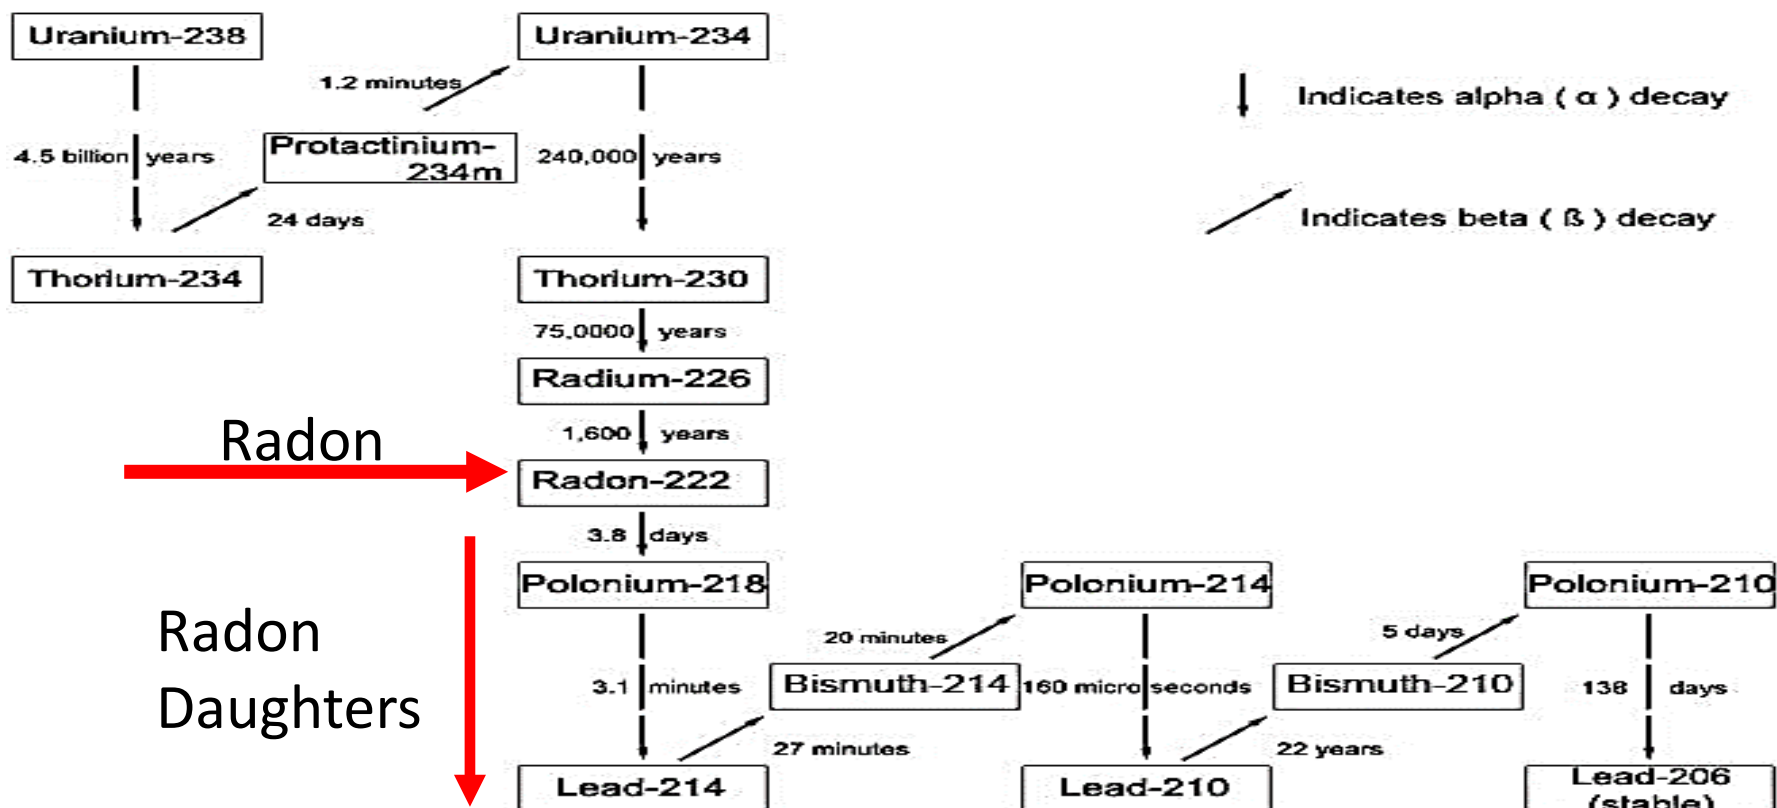 Uranium-238
Uranium-234
1.2 minutes
Indicates alpha ( α ) decay
4.5 billion years
Protactinium-
234m
240,000 years
24 days
Indicates beta ( ß ) decay
Thorium-234
Thorium-230
75,0000 years
Radium-226
Radon
1,600 years
Radon-222
3.8 days
Polonium-218
Polonium-214
Polonium-210
Radon
Daughters
20 minutes
5 days
3.1 minutes
Bismuth-214
160 micro seconds
Bismuth-210
138 days
27 minutes
22 years
Lead-214
Lead-210
Lead-206
(stable)